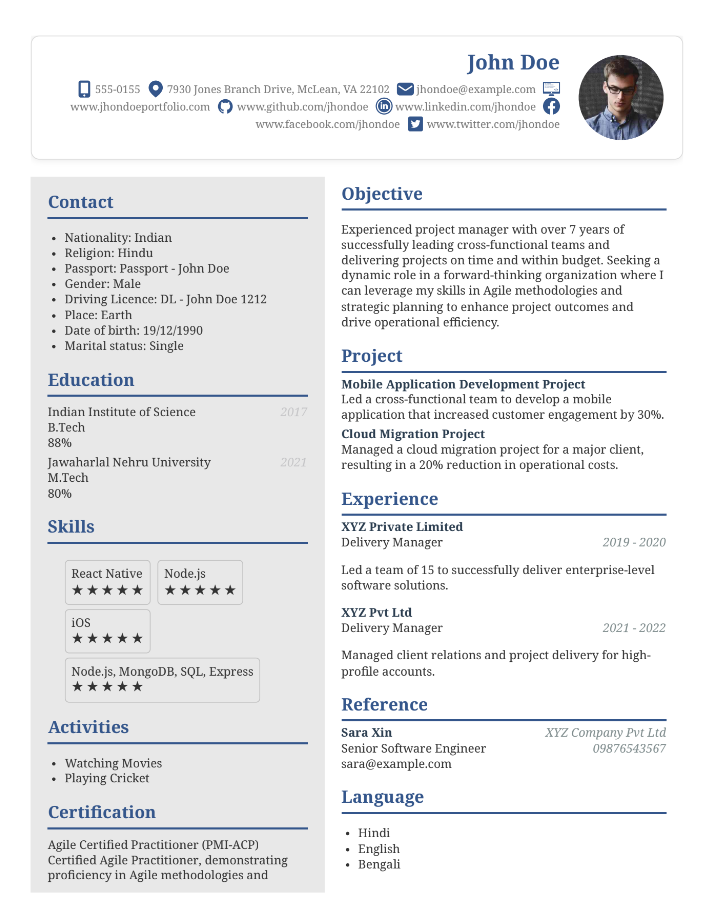 John Doe
555-0155 7930 Jones Branch Drive, McLean, VA 22102 jhondoe@example.com
www.jhondoeportfolio.com www.github.com/jhondoe www.linkedin.com/jhondoe
www.facebook.com/jhondoe www.twitter.com/jhondoe
Contact
• Nationality: Indian
• Religion: Hindu
• Passport: Passport - John Doe
• Gender: Male
• Driving Licence: DL - John Doe 1212
• Place: Earth
• Date of birth: 19/12/1990
• Marital status: Single
Education
Indian Institute of Science 2017
B.Tech
88%
Jawaharlal Nehru University 2021
M.Tech
80%
Skills
React Native Node.js
★★★★★ ★★★★★
iOS
★★★★★
Node.js, MongoDB, SQL, Express
★★★★★
Activities
• Watching Movies
• Playing Cricket
Certification
Agile Certified Practitioner (PMI-ACP)
Certified Agile Practitioner, demonstrating
proficiency in Agile methodologies and
Objective
Experienced project manager with over 7 years of
successfully leading cross-functional teams and
delivering projects on time and within budget. Seeking a
dynamic role in a forward-thinking organization where I
can leverage my skills in Agile methodologies and
strategic planning to enhance project outcomes and
drive operational efficiency.
Project
Mobile Application Development Project
Led a cross-functional team to develop a mobile
application that increased customer engagement by 30%.
Cloud Migration Project
Managed a cloud migration project for a major client,
resulting in a 20% reduction in operational costs.
Experience
XYZ Private Limited
Delivery Manager 2019 - 2020
Led a team of 15 to successfully deliver enterprise-level
software solutions.
XYZ Pvt Ltd
Delivery Manager 2021 - 2022
Managed client relations and project delivery for high-
profile accounts.
Reference
Sara Xin XYZ Company Pvt Ltd
Senior Software Engineer 09876543567
sara@example.com
Language
• Hindi
• English
• Bengali